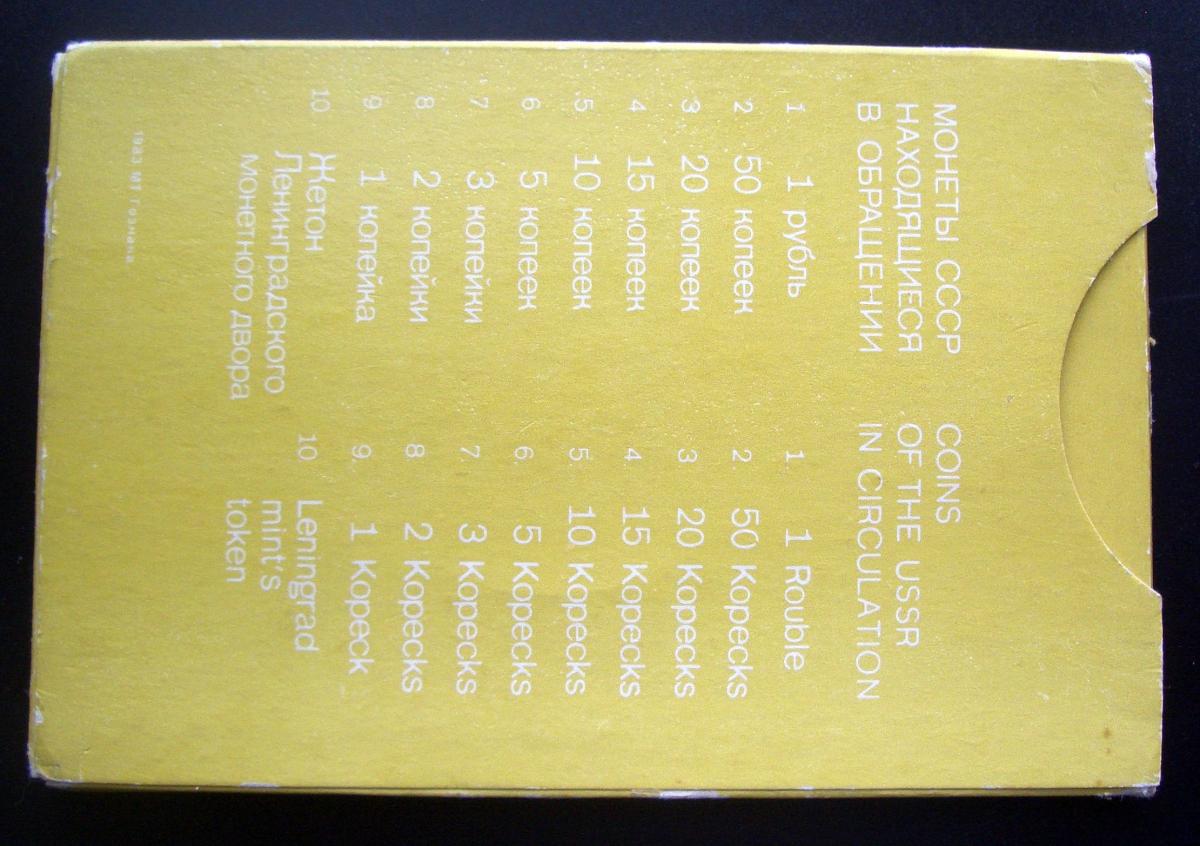 МОНЕТЫ СССР
НАХОДЯЩИЕСЯ
В ОБРАЩЕНИИ
1 1 рубль
2 50 копеек
3 20 копеек
4 15 копеек
5 10 копеек
6 5 копеек
7 3 копейки
8 2 копейки
9 1 копейка
10 Жетон
Ленинградского
монетного двора
COINS
OF THE USSR
IN CIRCULATION
1. 1 Rouble
2. 50 Kopecks
3. 20 Kopecks
4. 15 Kopecks
5. 10 Kopecks
6. 5 Kopecks
7. 3 Kopecks
8. 2 Kopecks
9. 1 Kopeck
10. Leningrad
mint's
token
1983 МТ Гознака.